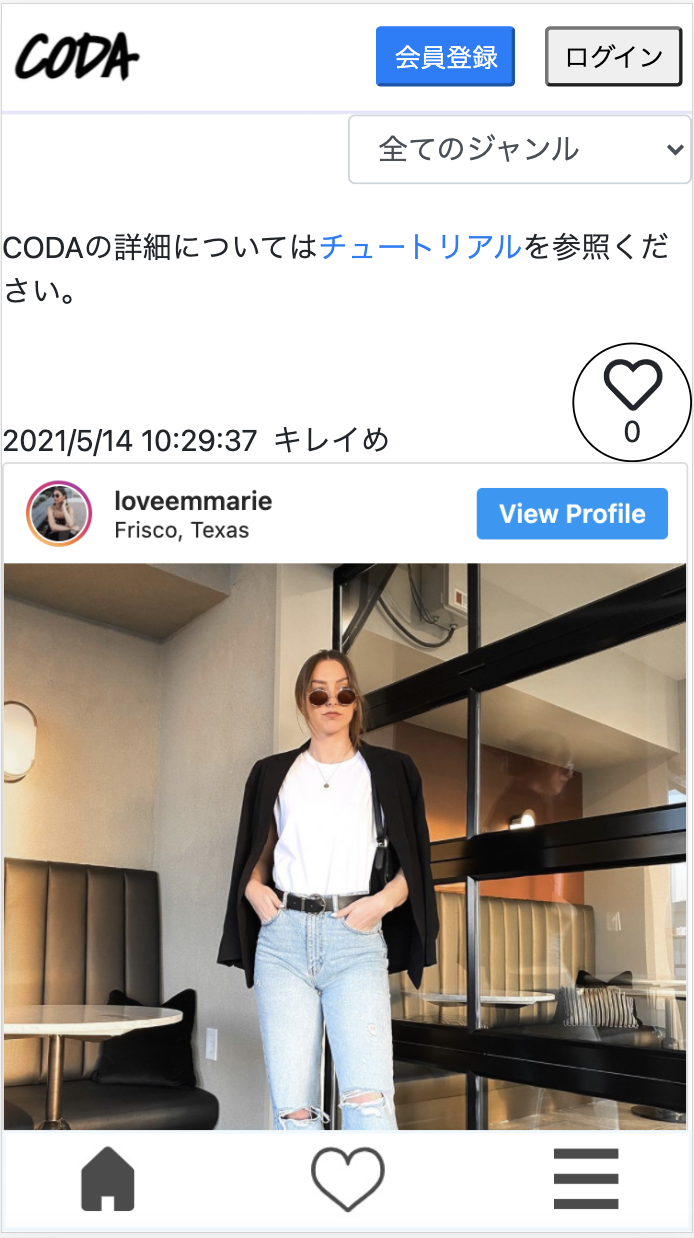 CODA
会員登録
ログイン
全てのジャンル
CODAの詳細についてはチュートリアルを参照くだ
さい。
0
2021/5/14 10:29:37 キレイめ
loveemmarie
Frisco, Texas
View Profile